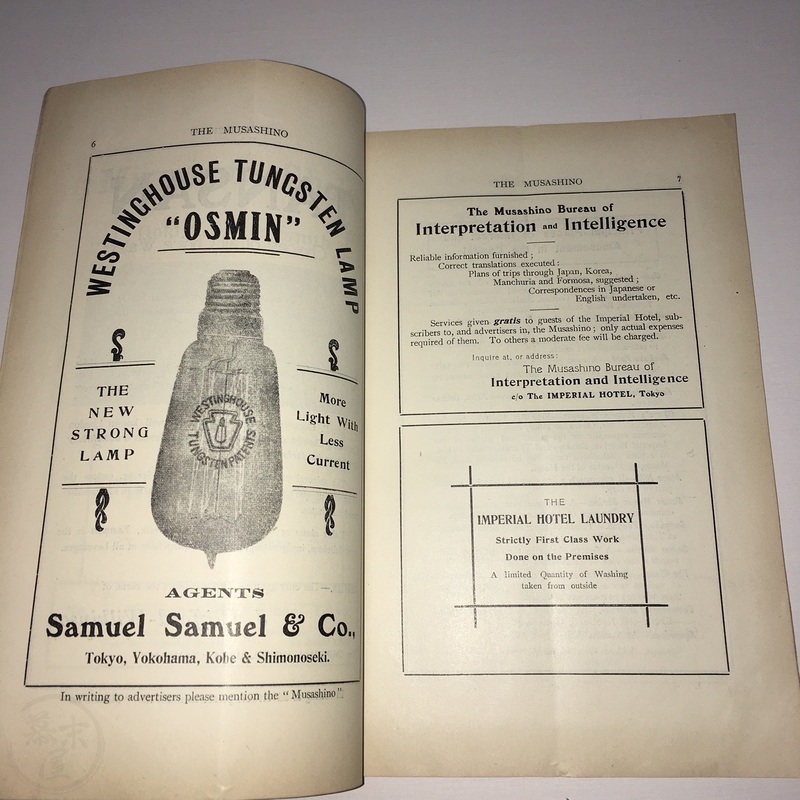 6
THE MUSASHINO
WESTINGHOUSE TUNGSTEN LAMP
"OSMIN"
THE
NEW
STRONG
LAMP
WESTINGHOUSE
TUNGSTEN PATENTS
More
Light With
Less
Current
AGENTS
Samuel Samuel & Co.,
Tokyo, Yokohama, Kobe & Shimonoseki.
In writing to advertisers please mention the "Musashino"
THE MUSASHINO
7
The Musashino Bureau of
Interpretation and Intelligence
Reliable information furnished ;
Correct translations executed :
Plans of trips through Japan, Korea,
Manchuria and Formosa, suggested ;
Correspondences in Japanese or
English undertaken, etc.
Services given gratis to guests of the Imperial Hotel, sub-
scribers to, and advertisers in, the Musashino ; only actual expenses
required of them. To others a moderate fee will be charged.
Inquire at, or address:
The Musashino Bureau of
Interpretation and Intelligence
c/o The IMPERIAL HOTEL, Tokyo
THE
IMPERIAL HOTEL LAUNDRY
Strictly First Class Work
Done on the Premises
A limited Quantity of Washing
taken from outside